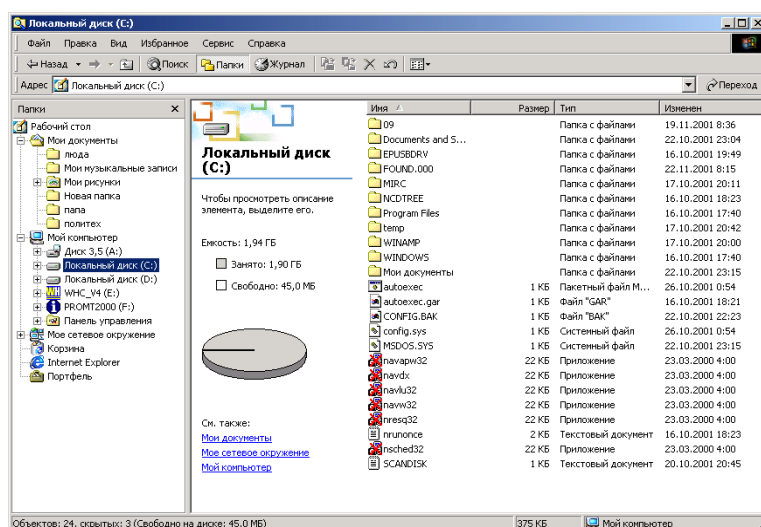 Локальный диск (C:)
Файл Правка Вид Избранное Сервис Справка
Назад Поиск Папки Журнал
Адрес Локальный диск (C:) Переход
Папки
Рабочий стол
Мои документы
люда
Мои музыкальные записи
Мои рисунки
Новая папка
папа
политех
Мой компьютер
Диск 3,5 (A:)
Локальный диск (C:)
Локальный диск (D:)
WHC_V4 (E:)
PROMT2000 (F:)
Панель управления
Мое сетевое окружение
Корзина
Internet Explorer
Портфель
Локальный диск
(C:)
Чтобы просмотреть описание
элемента, выделите его.
Емкость: 1,94 ГБ
Занято: 1,90 ГБ
Свободно: 45,0 МБ
См. также:
Мои документы
Мое сетевое окружение
Мой компьютер
Имя Размер Тип Изменен
09 Папка с файлами 19.11.2001 8:36
Documents and S... Папка с файлами 22.10.2001 23:04
EPUSBDRV Папка с файлами 16.10.2001 19:49
FOUND.000 Папка с файлами 22.11.2001 8:15
MIRC Папка с файлами 17.10.2001 20:11
NCDTREE Папка с файлами 16.10.2001 18:23
Program Files Папка с файлами 16.10.2001 17:40
temp Папка с файлами 17.10.2001 20:42
WINAMP Папка с файлами 17.10.2001 20:00
WINDOWS Папка с файлами 16.10.2001 17:40
Мои документы Папка с файлами 22.10.2001 23:15
autoexec 1 КБ Пакетный файл М... 26.10.2001 0:54
autoexec.gar 1 КБ Файл "GAR" 16.10.2001 18:21
CONFIG.BAK 1 КБ Файл "BAK" 22.10.2001 22:23
config.sys 1 КБ Системный файл 26.10.2001 0:54
MSDOS.SYS 1 КБ Системный файл 22.10.2001 22:15
navapw32 22 КБ Приложение 23.03.2000 4:00
navdx 22 КБ Приложение 23.03.2000 4:00
navlu32 22 КБ Приложение 23.03.2000 4:00
navw32 22 КБ Приложение 23.03.2000 4:00
nresq32 22 КБ Приложение 23.03.2000 4:00
nrunonce 2 КБ Текстовый документ 16.10.2001 18:23
nsched32 22 КБ Приложение 23.03.2000 4:00
SCANDISK 1 КБ Текстовый документ 20.10.2001 20:45
Объектов: 24, скрытых: 3 (Свободно на диске: 45,0 МБ) 375 КБ Мой компьютер